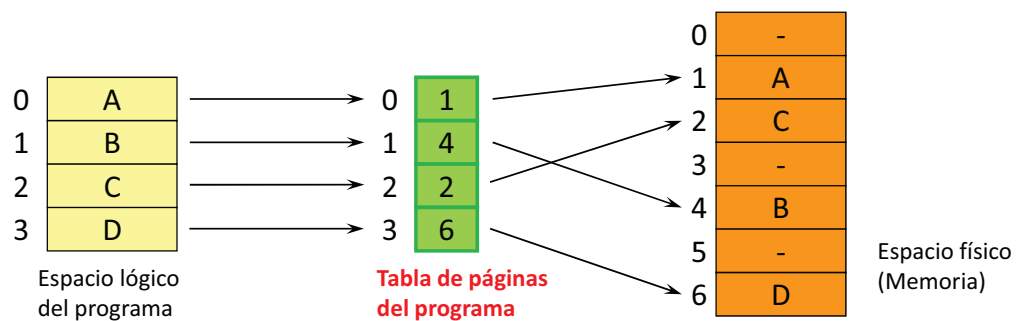 0 A
1 B
2 C
3 D
Espacio lógico
del programa
0 1
1 4
2 2
3 6
Tabla de páginas
del programa
0 -
1 A
2 C
3 -
4 B
5 -
6 D
Espacio físico
(Memoria)